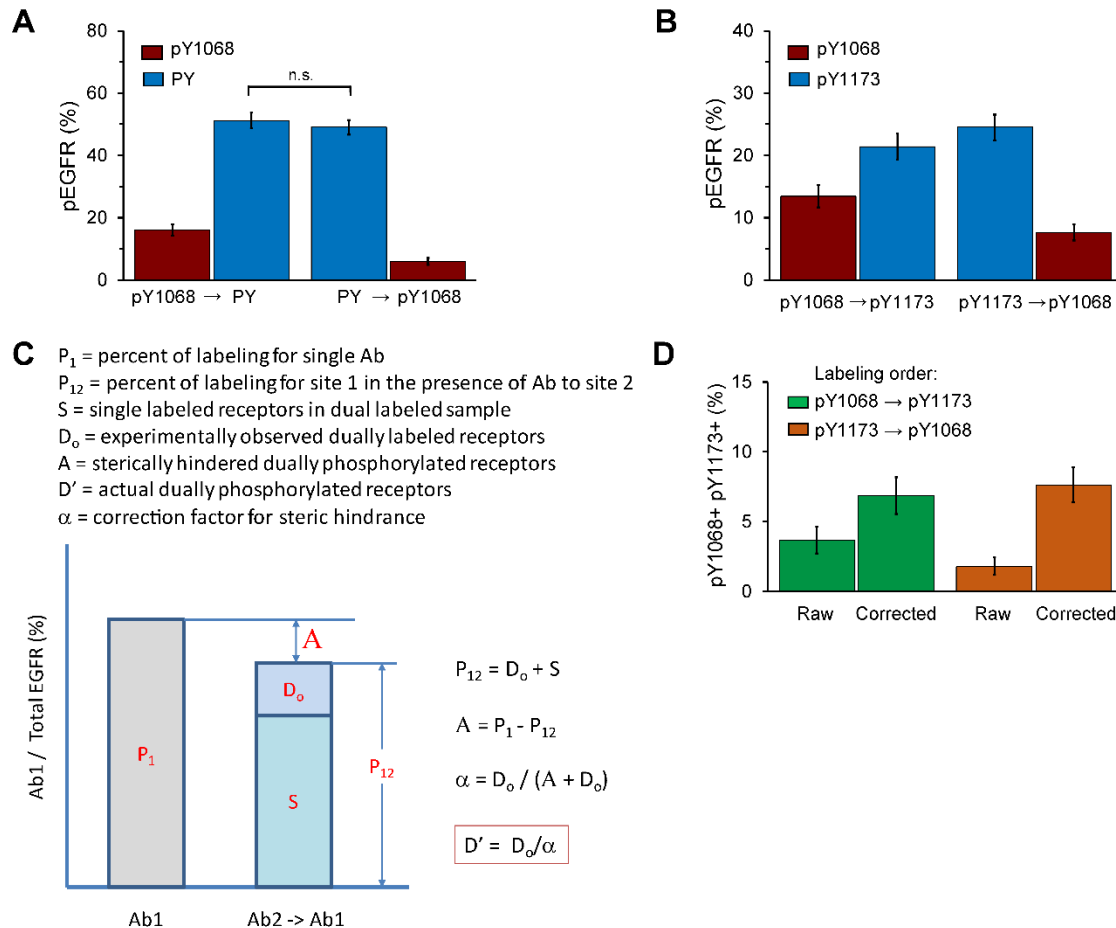 A
80
60
40
20
0
pEGFR (%)
pY1068
PY
n.s.
pY1068 → PY
PY → pY1068
B
40
30
20
10
0
pEGFR (%)
pY1068
pY1173
pY1068→pY1173
pY1173→pY1068
C
P₁ = percent of labeling for single Ab
P₁₂ = percent of labeling for site 1 in the presence of Ab to site 2
S = single labeled receptors in dual labeled sample
Dₒ = experimentally observed dually labeled receptors
A = sterically hindered dually phosphorylated receptors
D’ = actual dually phosphorylated receptors
α = correction factor for steric hindrance
Ab1 / Total EGFR (%)
P₁
A
Dₒ
S
P₁₂
Ab1
Ab2 -> Ab1
P₁₂ = Dₒ + S
A = P₁ - P₁₂
α = Dₒ / (A + Dₒ)
D’ = Dₒ/α
D
15
10
5
0
pY1068+ pY1173+ (%)
Labeling order:
pY1068 → pY1173
pY1173 → pY1068
Raw
Corrected
Raw
Corrected